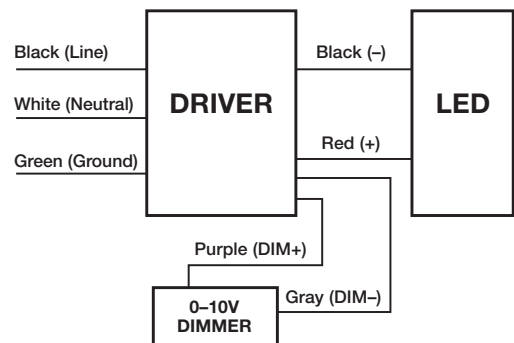 Black (Line)
White (Neutral)
Green (Ground)
DRIVER
Black (–)
Red (+)
LED
Purple (DIM+)
Gray (DIM–)
0–10V
DIMMER